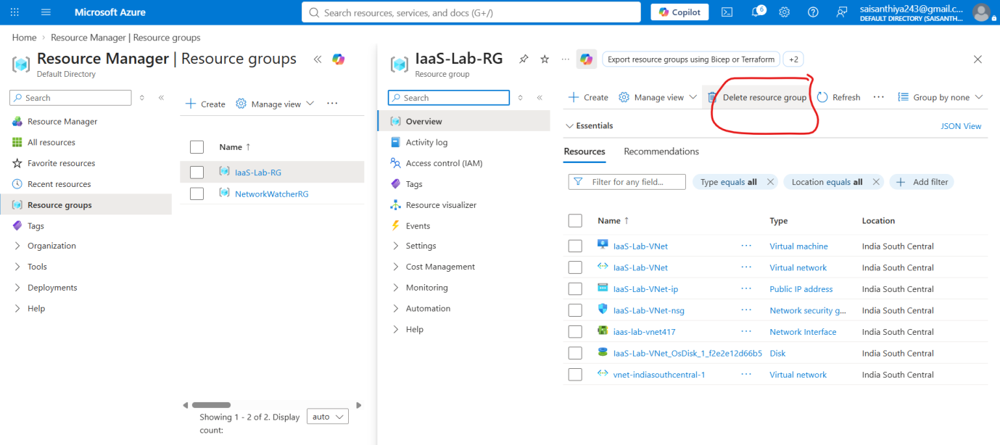 Microsoft Azure
Search resources, services, and docs (G+/)
Copilot
6
saisanthiya243@gmail.c...
DEFAULT DIRECTORY (SAISANTH...
Home > Resource Manager | Resource groups
Resource Manager | Resource groups
Default Directory
Search
Resource Manager
All resources
Favorite resources
Recent resources
Resource groups
Tags
Organization
Tools
Deployments
Help
Create
Manage view
...
Name ↑
IaaS-Lab-RG
NetworkWatcherRG
Showing 1 - 2 of 2. Display
count:
auto
IaaS-Lab-RG
Resource group
...
Export resource groups using Bicep or Terraform
+2
Search
Overview
Activity log
Access control (IAM)
Tags
Resource visualizer
Events
Settings
Cost Management
Monitoring
Automation
Help
Create
Manage view
Delete resource group
Refresh
...
Group by none
Essentials
JSON View
Resources
Recommendations
Filter for any field...
Type equals all
Location equals all
Add filter
Name ↑ Type Location
IaaS-Lab-VNet ... Virtual machine India South Central
IaaS-Lab-VNet ... Virtual network India South Central
IaaS-Lab-VNet-ip ... Public IP address India South Central
IaaS-Lab-VNet-nsg ... Network security g... India South Central
iaas-lab-vnet417 ... Network Interface India South Central
IaaS-Lab-VNet_OsDisk_1_f2e2e12d66b5 Disk India South Central
vnet-indiasouthcentral-1 ... Virtual network India South Central